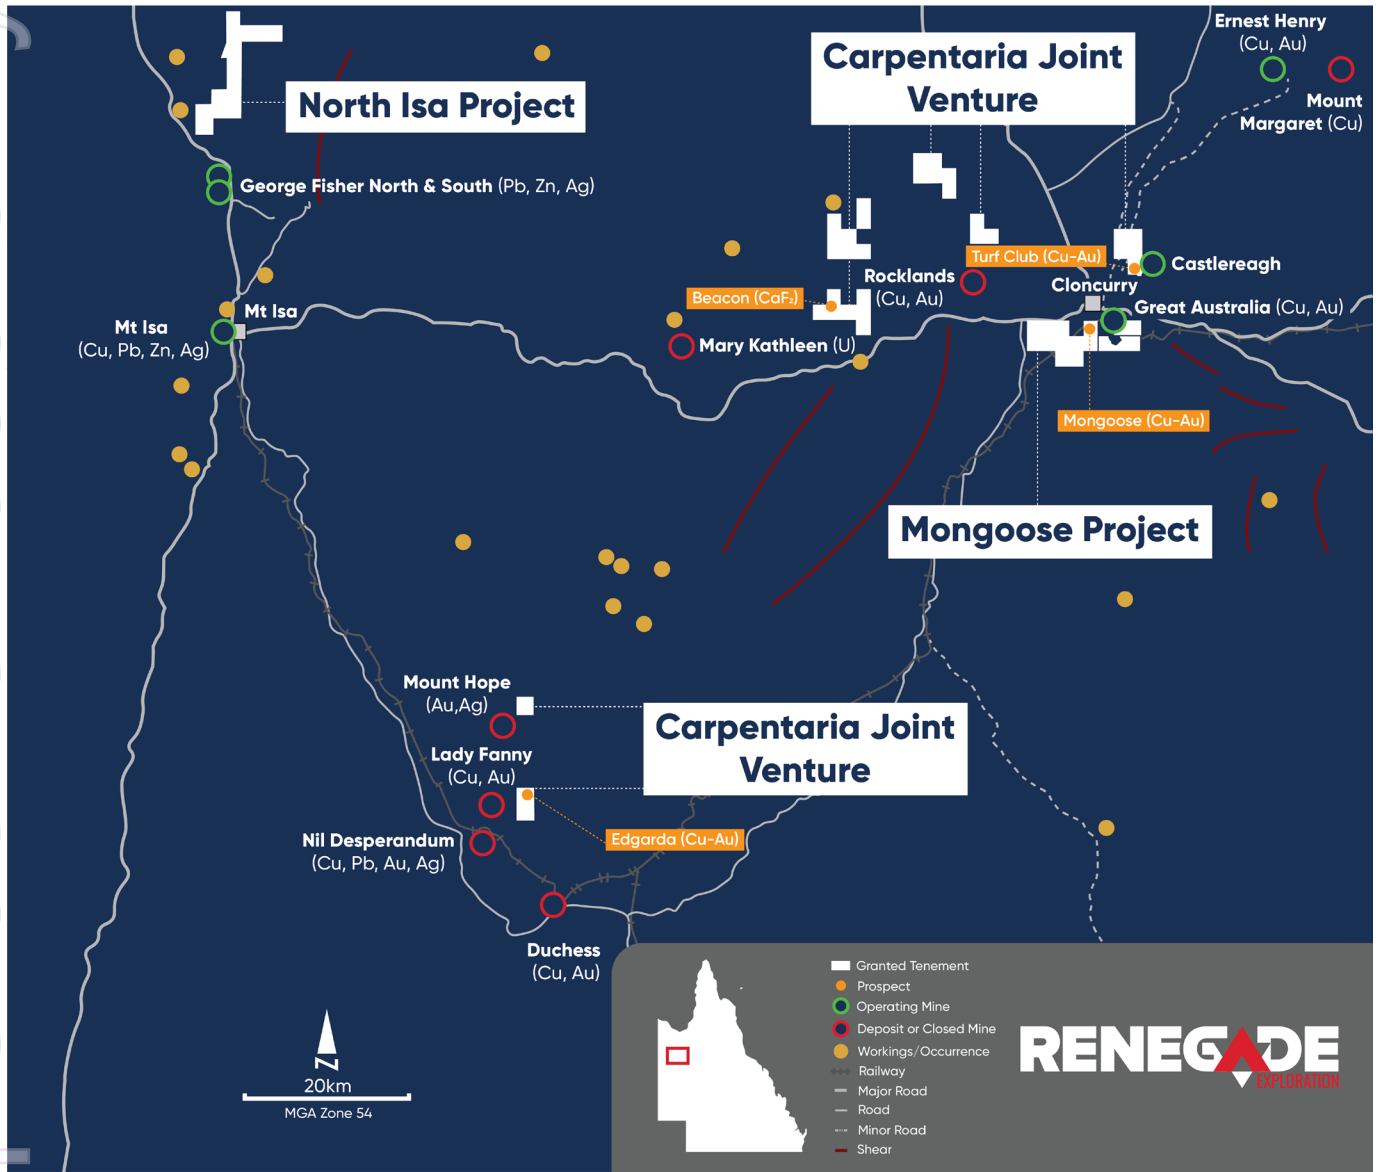 Ernest Henry
(Cu, Au)
Mount
Margaret (Cu)
Carpentaria Joint
Venture
North Isa Project
George Fisher North & South (Pb, Zn, Ag)
Turf Club (Cu-Au)
Castlereagh
Rocklands
(Cu, Au)
Cloncurry
Beacon (CaF₂)
Great Australia (Cu, Au)
Mt Isa
Mt Isa
(Cu, Pb, Zn, Ag)
Mary Kathleen (U)
Mongoose (Cu-Au)
Mongoose Project
Mount Hope
(Au,Ag)
Carpentaria Joint
Venture
Lady Fanny
(Cu, Au)
Edgarda (Cu-Au)
Nil Desperandum
(Cu, Pb, Au, Ag)
Duchess
(Cu, Au)
N
20km
MGA Zone 54
Granted Tenement
Prospect
Operating Mine
Deposit or Closed Mine
Workings/Occurrence
Railway
Major Road
Road
Minor Road
Shear
RENEGADE
EXPLORATION